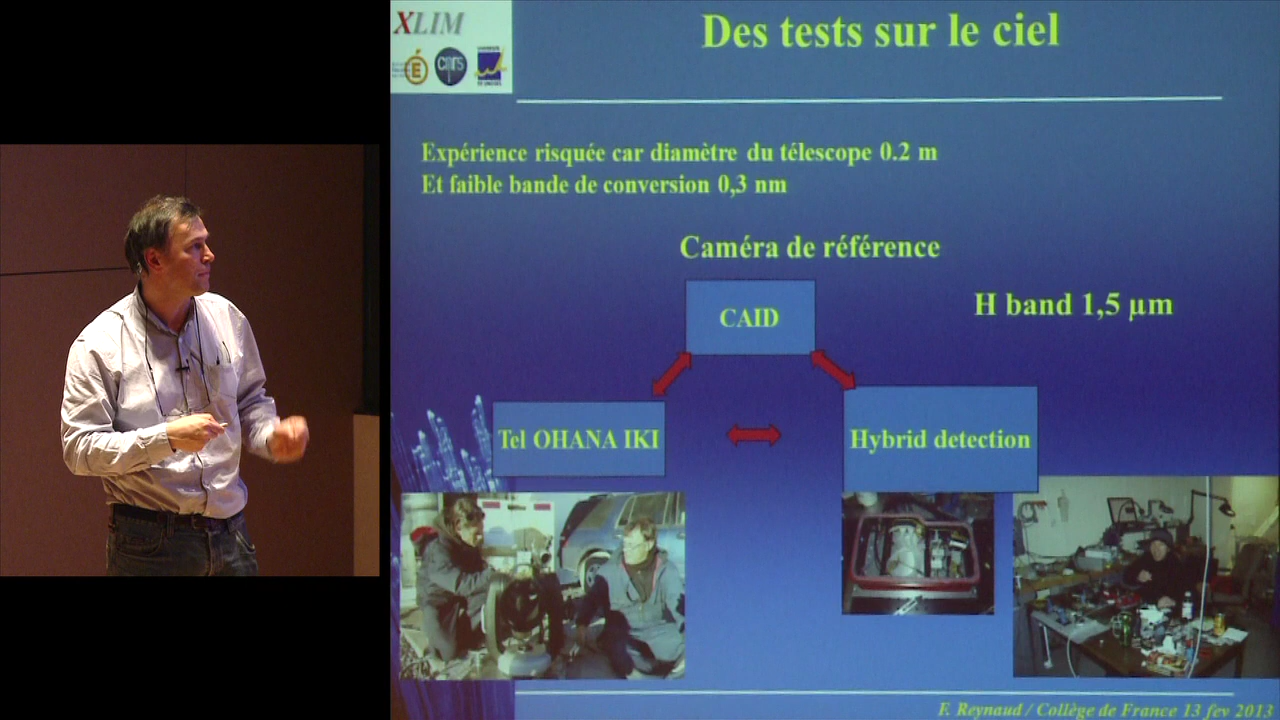 XLIM
Des tests sur le ciel
cnrs
Expérience risquée car diamètre du télescope 0.2 m
Et faible bande de conversion 0,3 nm
Caméra de référence
CAID
H band 1,5 µm
Tel OHANA IKI
Hybrid detection
F. Reynaud / Collège de France 13 fev 2013